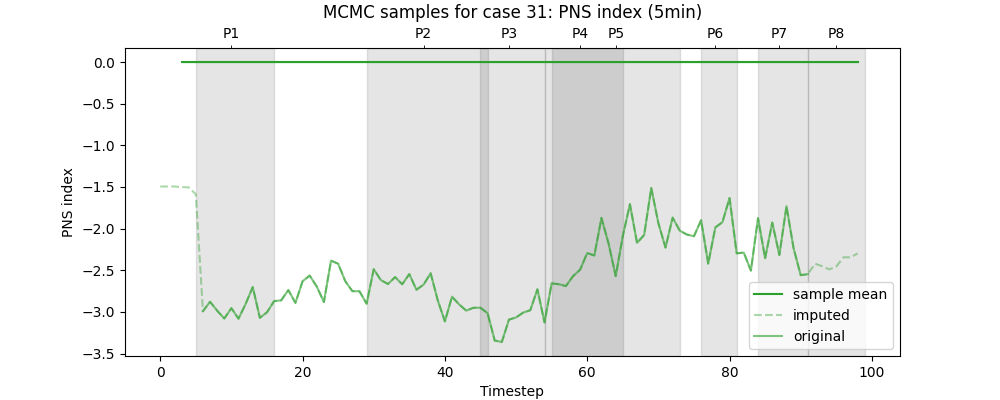 MCMC samples for case 31: PNS index (5min)
P1 P2 P3 P4 P5 P6 P7 P8
0.0
−0.5
−1.0
−1.5
−2.0
−2.5
−3.0
−3.5
PNS index
sample mean
imputed
original
0 20 40 60 80 100
Timestep